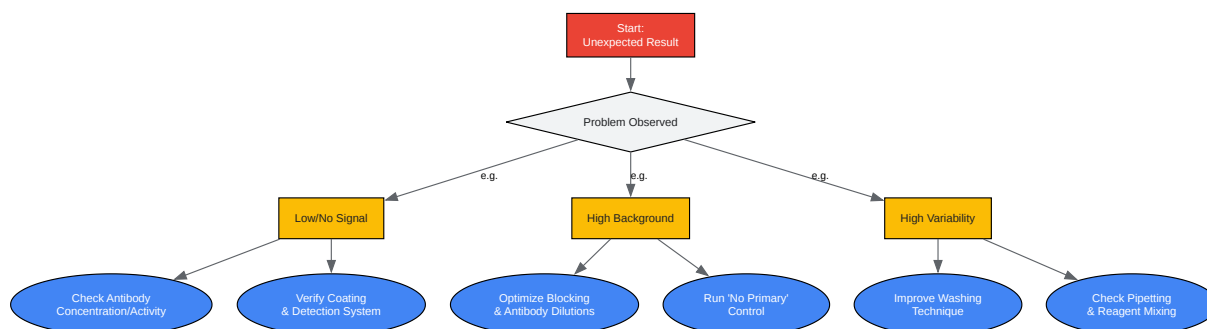 Start:
Unexpected Result
Problem Observed
e.g.
e.g.
e.g.
Low/No Signal
High Background
High Variability
Check Antibody
Concentration/Activity
Verify Coating
& Detection System
Optimize Blocking
& Antibody Dilutions
Run 'No Primary'
Control
Improve Washing
Technique
Check Pipetting
& Reagent Mixing